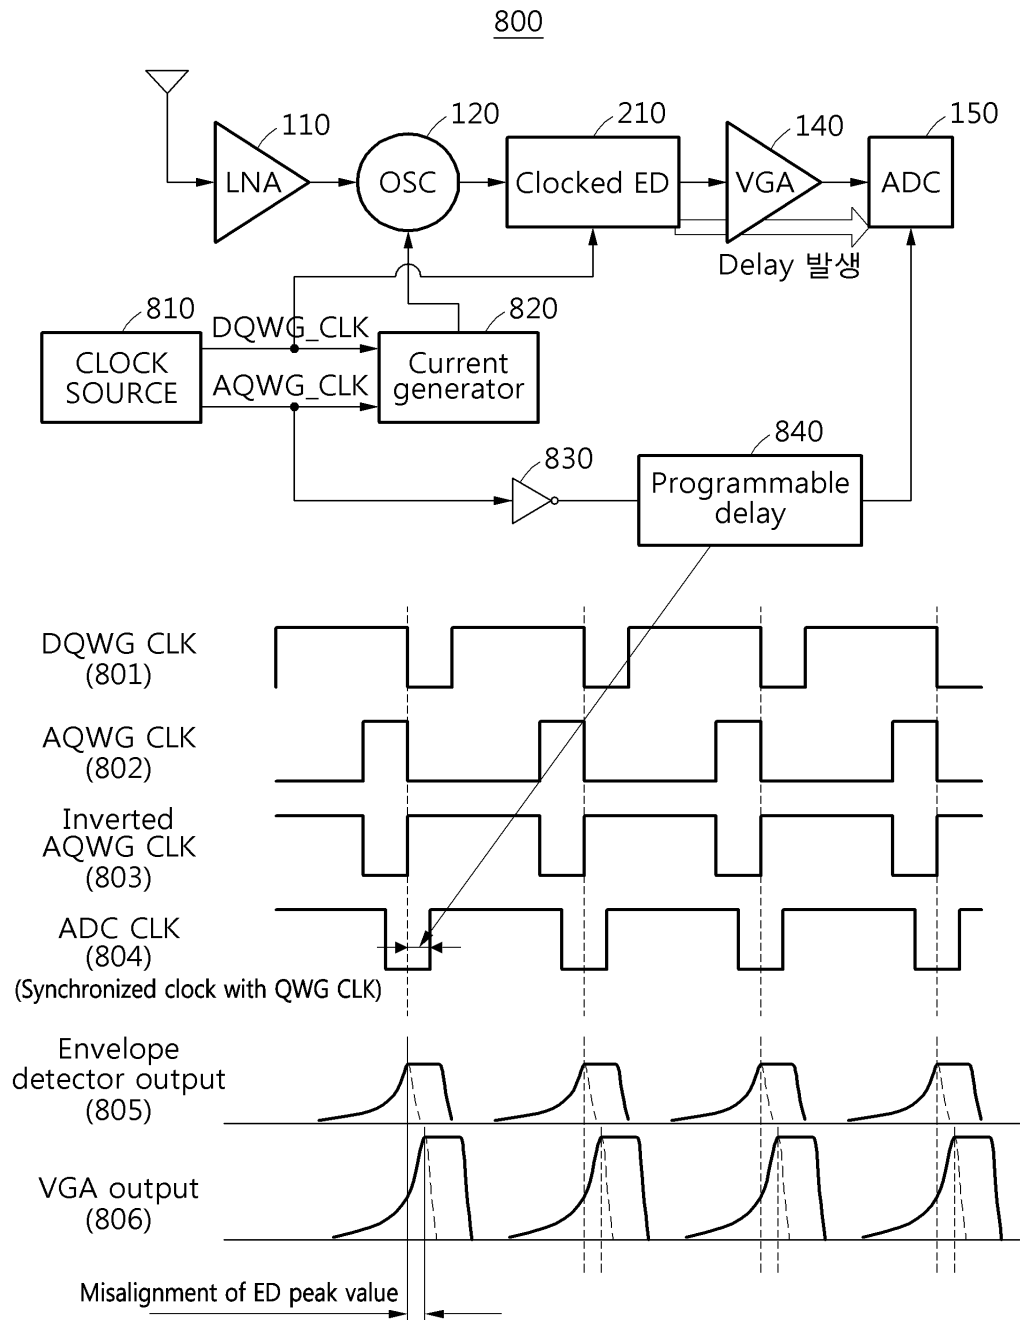 800
110
120
210
140
150
LNA
OSC
Clocked ED
VGA
ADC
Delay 발생
810
DQWG_CLK
820
CLOCK
SOURCE
AQWG_CLK
Current
generator
830
840
Programmable
delay
DQWG CLK
(801)
AQWG CLK
(802)
Inverted
AQWG CLK
(803)
ADC CLK
(804)
(Synchronized clock with QWG CLK)
Envelope
detector output
(805)
VGA output
(806)
Misalignment of ED peak value